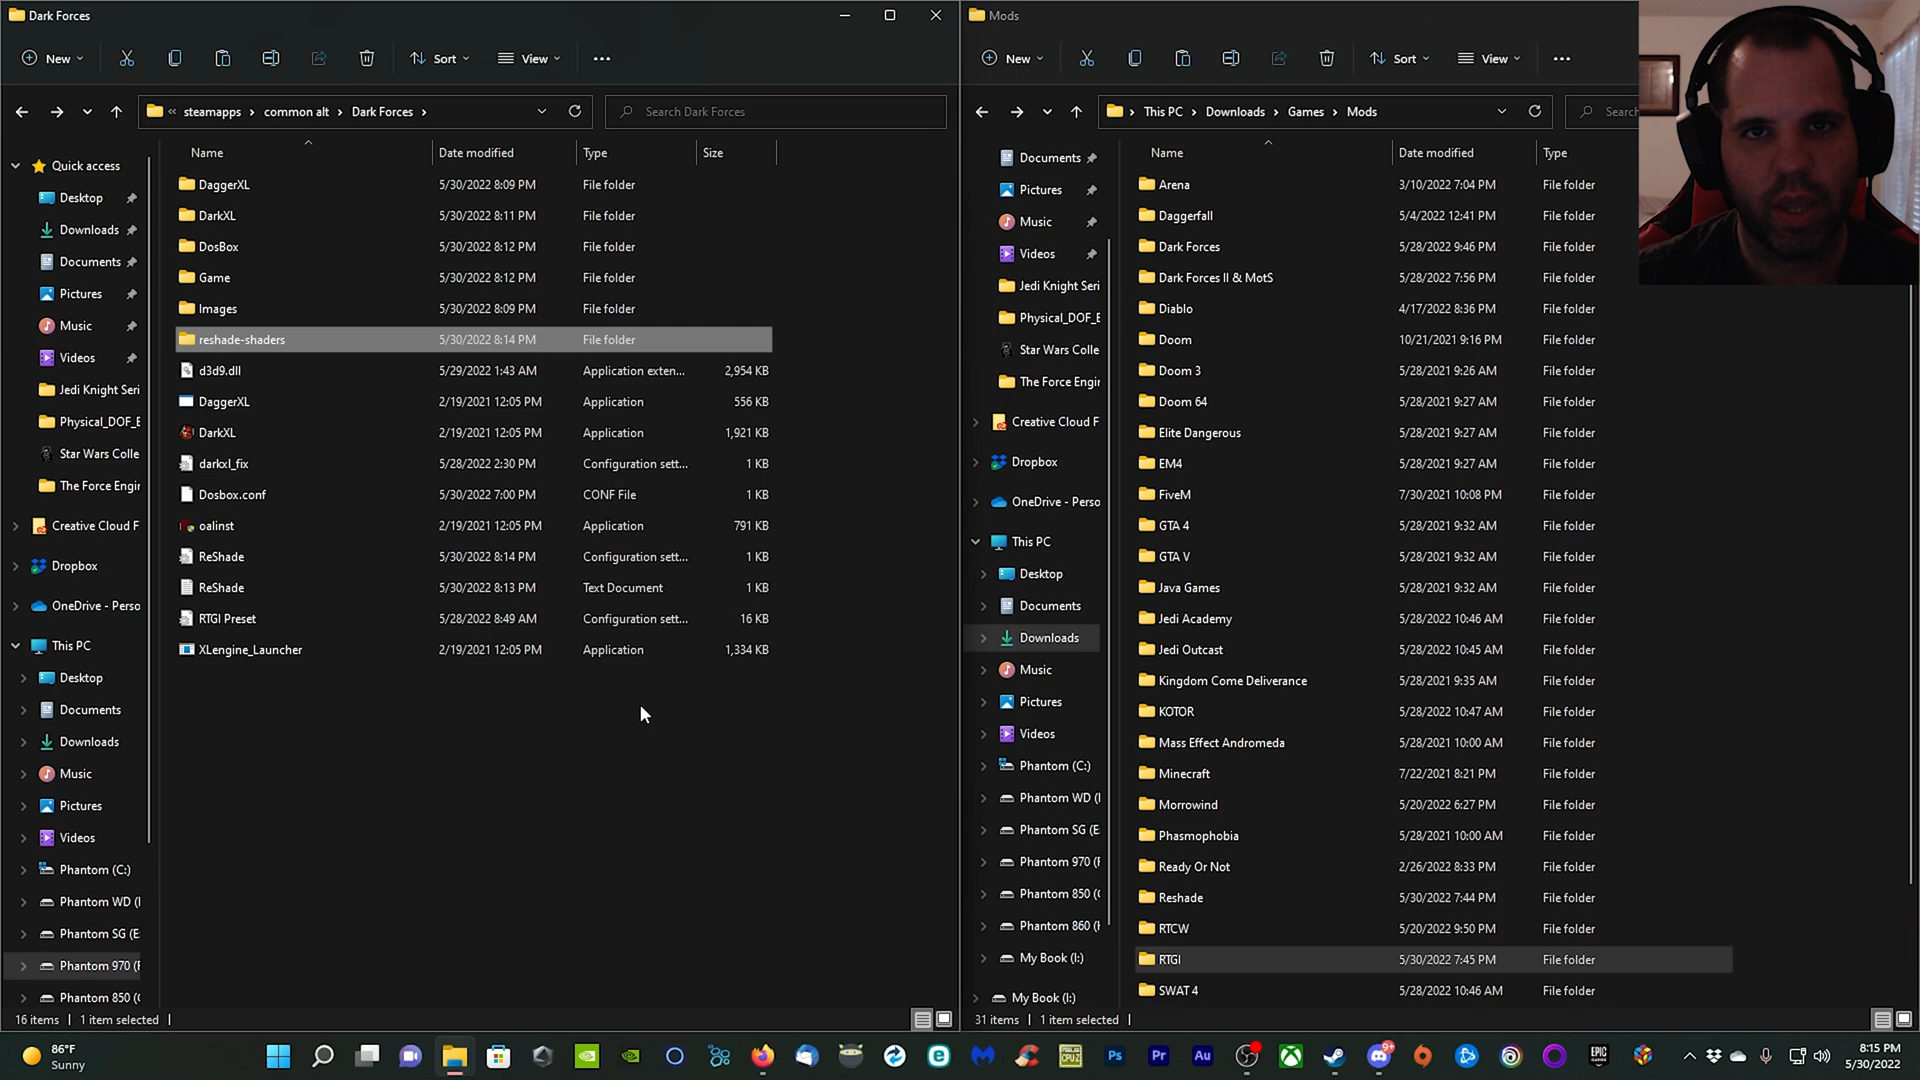 Dark Forces
New
Sort
View
steamapps > common alt > Dark Forces >
Search Dark Forces
Name
Date modified
Type
Size
Quick access
Desktop
Downloads
Documents
Pictures
Music
Videos
Jedi Knight Seri
Physical_DOF_E
Star Wars Colle
The Force Engir
Creative Cloud F
Dropbox
OneDrive - Perso
This PC
Desktop
Documents
Downloads
Music
Pictures
Videos
Phantom (C:)
Phantom WD (I
Phantom SG (E
Phantom 970 (F
Phantom 850 (G
DaggerXL 5/30/2022 8:09 PM File folder
DarkXL 5/30/2022 8:11 PM File folder
DosBox 5/30/2022 8:12 PM File folder
Game 5/30/2022 8:12 PM File folder
Images 5/30/2022 8:09 PM File folder
reshade-shaders 5/30/2022 8:14 PM File folder
d3d9.dll 5/29/2022 1:43 AM Application exten... 2,954 KB
DaggerXL 2/19/2021 12:05 PM Application 556 KB
DarkXL 2/19/2021 12:05 PM Application 1,921 KB
darkxl_fix 5/28/2022 2:30 PM Configuration sett... 1 KB
Dosbox.conf 5/30/2022 7:00 PM CONF File 1 KB
oalinst 2/19/2021 12:05 PM Application 791 KB
ReShade 5/30/2022 8:14 PM Configuration sett... 1 KB
ReShade 5/30/2022 8:13 PM Text Document 1 KB
RTGI Preset 5/28/2022 8:49 AM Configuration sett... 16 KB
XLengine_Launcher 2/19/2021 12:05 PM Application 1,334 KB
16 items | 1 item selected |
Mods
New
Sort
View
This PC > Downloads > Games > Mods
Search
Name
Date modified
Type
Documents
Pictures
Music
Videos
Jedi Knight Seri
Physical_DOF_E
Star Wars Colle
The Force Engir
Creative Cloud F
Dropbox
OneDrive - Perso
This PC
Desktop
Documents
Downloads
Music
Pictures
Videos
Phantom (C:)
Phantom WD (I
Phantom SG (E:
Phantom 970 (F
Phantom 850 (G
Phantom 860 (H
My Book (I:)
My Book (I:)
Arena 3/10/2022 7:04 PM File folder
Daggerfall 5/4/2022 12:41 PM File folder
Dark Forces 5/28/2022 9:46 PM File folder
Dark Forces II & MotS 5/28/2022 7:56 PM File folder
Diablo 4/17/2022 8:36 PM File folder
Doom 10/21/2021 9:16 PM File folder
Doom 3 5/28/2021 9:26 AM File folder
Doom 64 5/28/2021 9:27 AM File folder
Elite Dangerous 5/28/2021 9:27 AM File folder
EM4 5/28/2021 9:27 AM File folder
FiveM 7/30/2021 10:08 PM File folder
GTA 4 5/28/2021 9:32 AM File folder
GTA V 5/28/2021 9:32 AM File folder
Java Games 5/28/2021 9:32 AM File folder
Jedi Academy 5/28/2022 10:46 AM File folder
Jedi Outcast 5/28/2022 10:45 AM File folder
Kingdom Come Deliverance 5/28/2021 9:35 AM File folder
KOTOR 5/28/2022 10:47 AM File folder
Mass Effect Andromeda 5/28/2021 10:00 AM File folder
Minecraft 7/22/2021 8:21 PM File folder
Morrowind 5/20/2022 6:27 PM File folder
Phasmophobia 5/28/2021 10:00 AM File folder
Ready Or Not 2/26/2022 8:33 PM File folder
Reshade 5/30/2022 7:44 PM File folder
RTCW 5/20/2022 9:50 PM File folder
RTGI 5/30/2022 7:45 PM File folder
SWAT 4 5/28/2022 10:46 AM File folder
31 items | 1 item selected |
86°F
Sunny
CPU-Z
Ps
Pr
Au
9+
EPIC
8:15 PM
5/30/2022